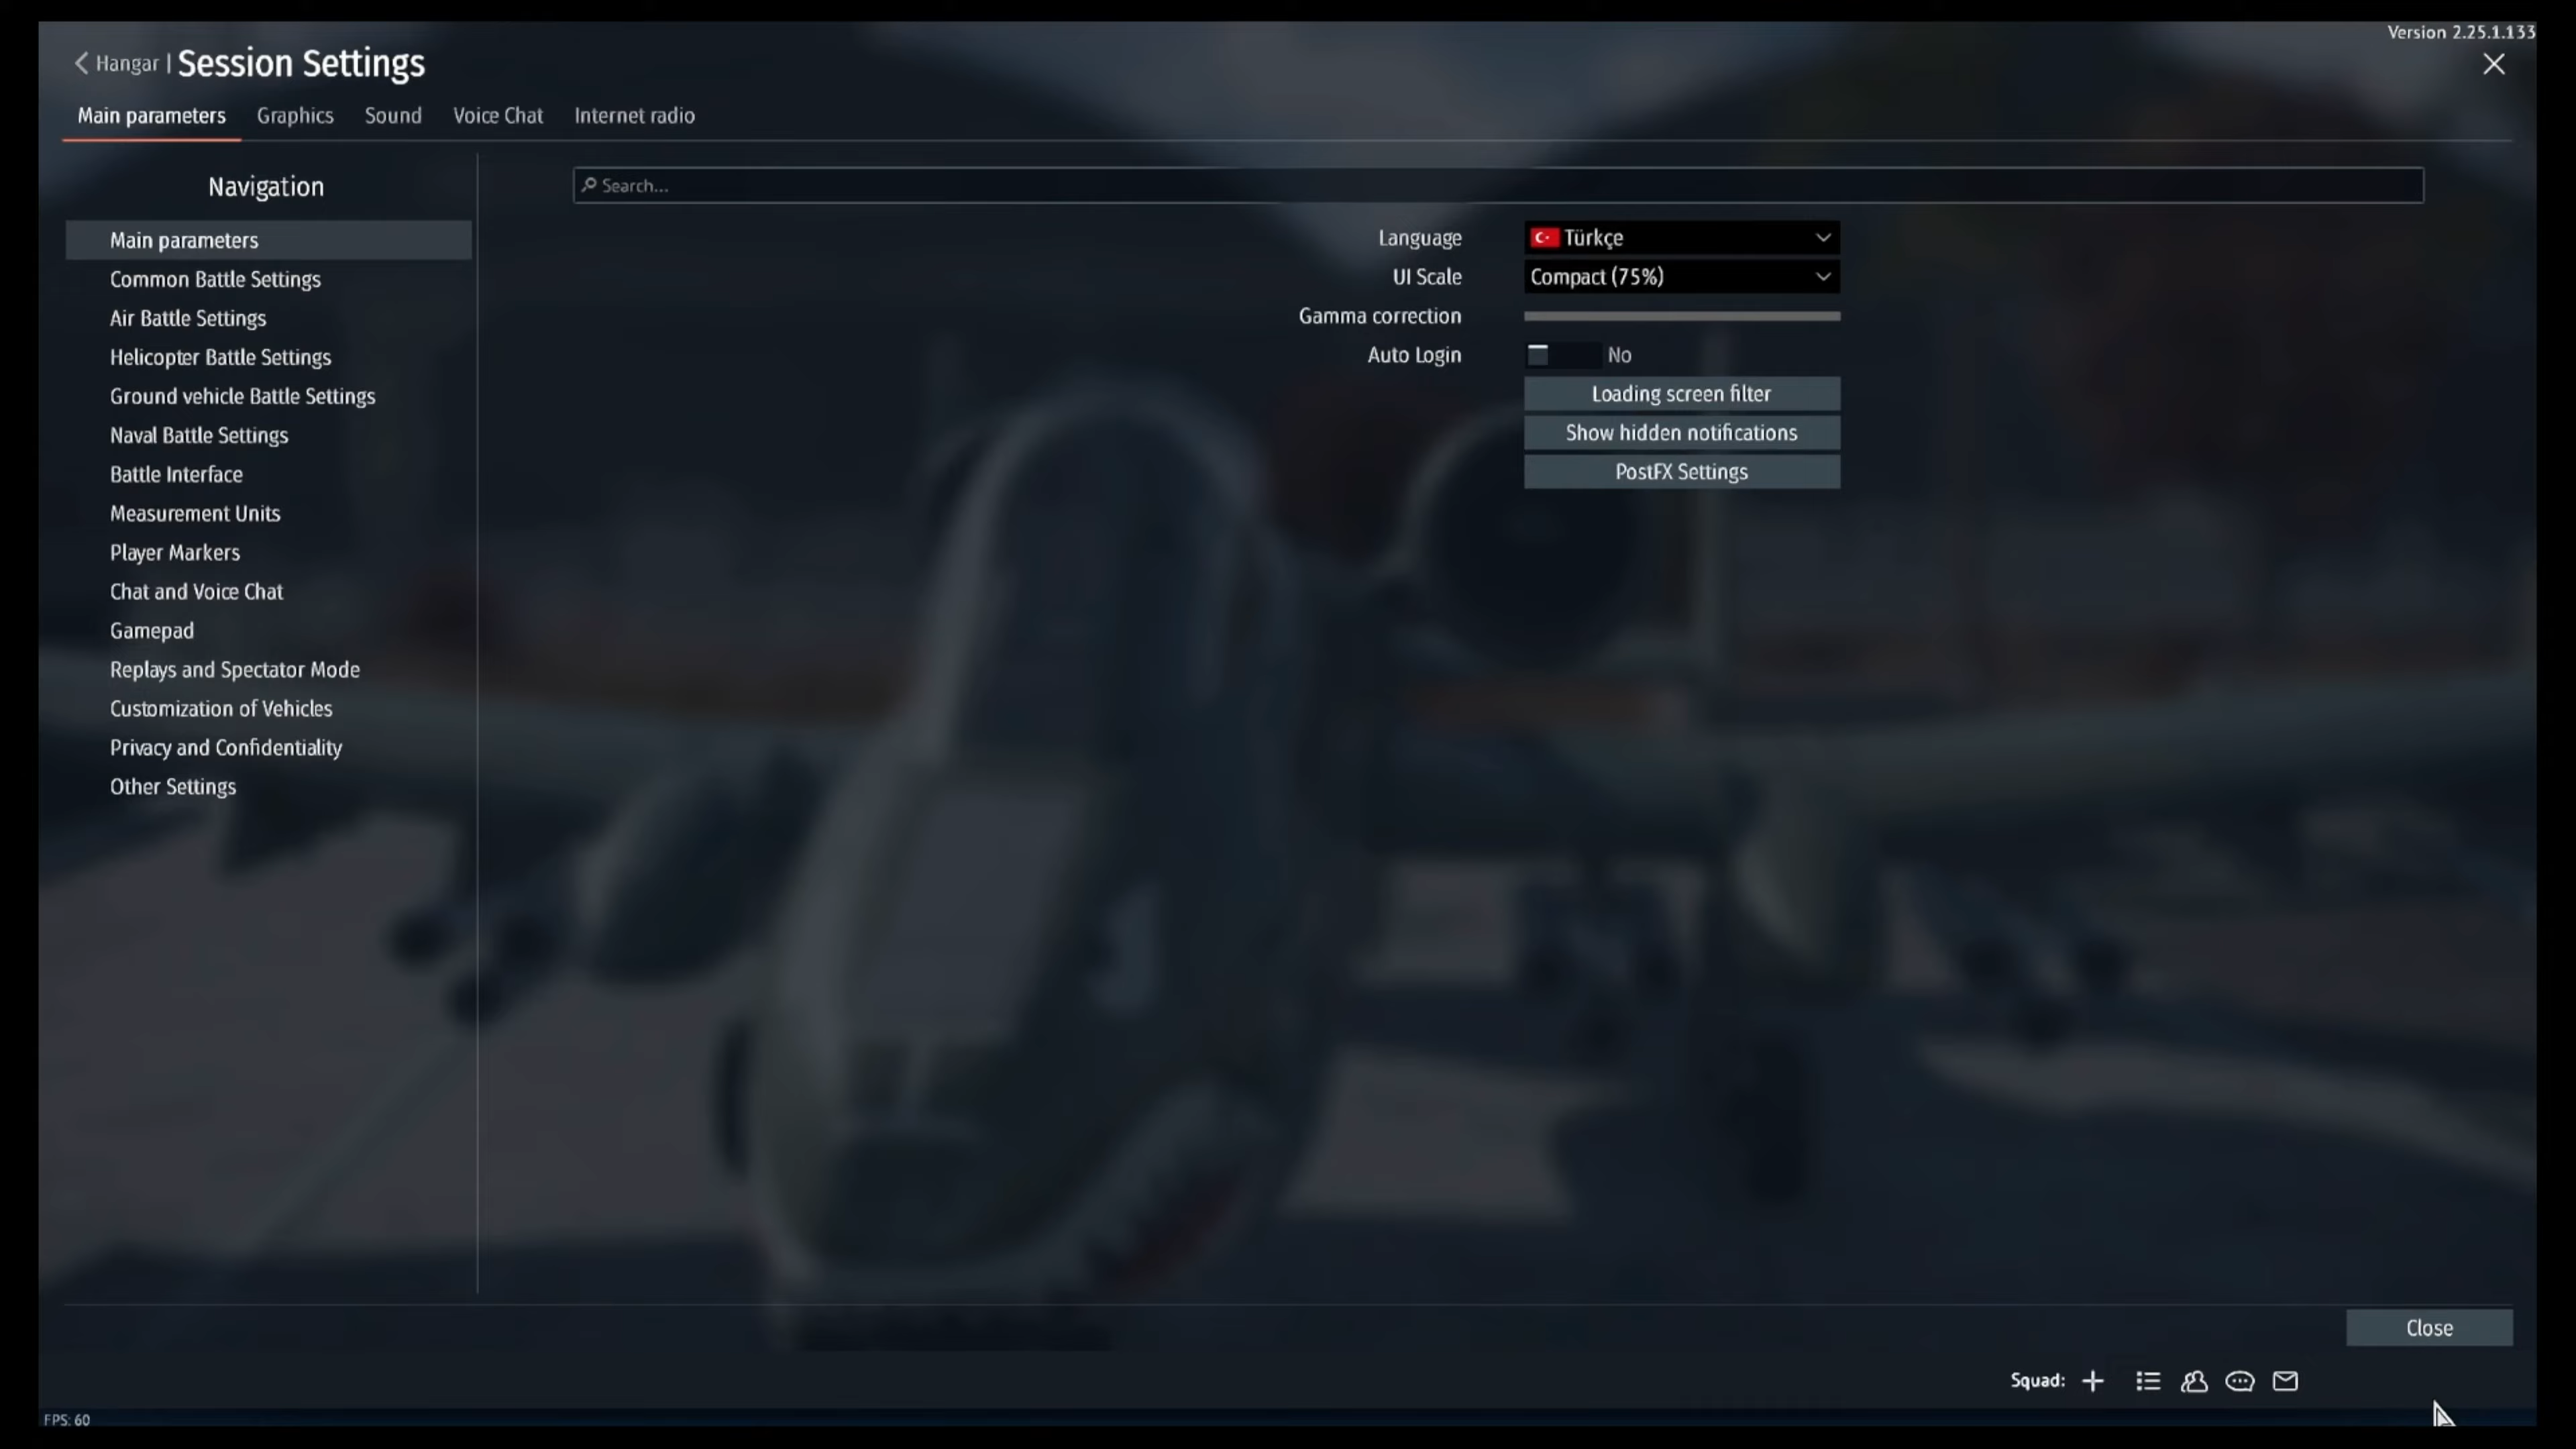 Version 2.25.1.133
Hangar | Session Settings
Main parameters Graphics Sound Voice Chat Internet radio
Navigation
Main parameters
Common Battle Settings
Air Battle Settings
Helicopter Battle Settings
Ground vehicle Battle Settings
Naval Battle Settings
Battle Interface
Measurement Units
Player Markers
Chat and Voice Chat
Gamepad
Replays and Spectator Mode
Customization of Vehicles
Privacy and Confidentiality
Other Settings
Search...
Language Türkçe
UI Scale Compact (75%)
Gamma correction
Auto Login No
Loading screen filter
Show hidden notifications
PostFX Settings
Close
Squad:
FPS: 60